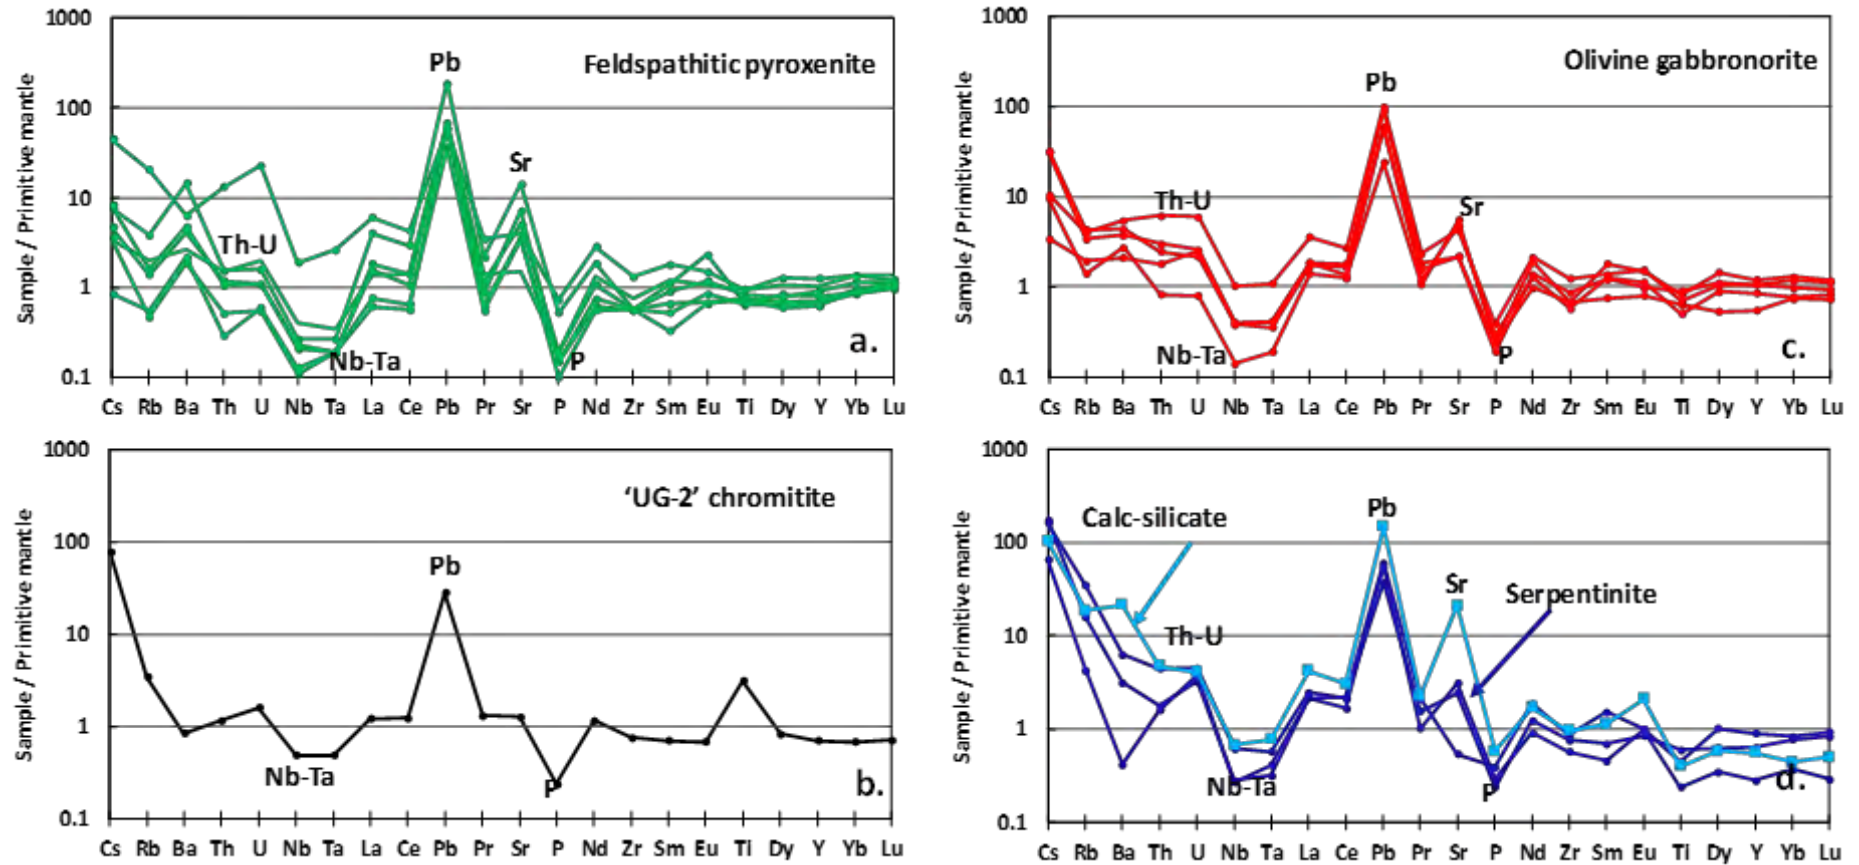 1000
100
10
1
0.1
Sample / Primitive mantle
Feldspathitic pyroxenite
Pb
Sr
Th-U
Nb-Ta
P
a.
Cs Rb Ba Th U Nb Ta La Ce Pb Pr Sr P Nd Zr Sm Eu Ti Dy Y Yb Lu
1000
100
10
1
0.1
Sample / Primitive mantle
Olivine gabbronorite
Pb
Th-U
Sr
Nb-Ta
P
c.
Cs Rb Ba Th U Nb Ta La Ce Pb Pr Sr P Nd Zr Sm Eu Ti Dy Y Yb Lu
1000
100
10
1
0.1
Sample / Primitive mantle
‘UG-2’ chromitite
Pb
Nb-Ta
P
b.
Cs Rb Ba Th U Nb Ta La Ce Pb Pr Sr P Nd Zr Sm Eu Ti Dy Y Yb Lu
1000
100
10
1
0.1
Sample / Primitive mantle
Calc-silicate
Pb
Sr
Serpentinite
Th-U
Nb-Ta
P
d.
Cs Rb Ba Th U Nb Ta La Ce Pb Pr Sr P Nd Zr Sm Eu Ti Dy Y Yb Lu